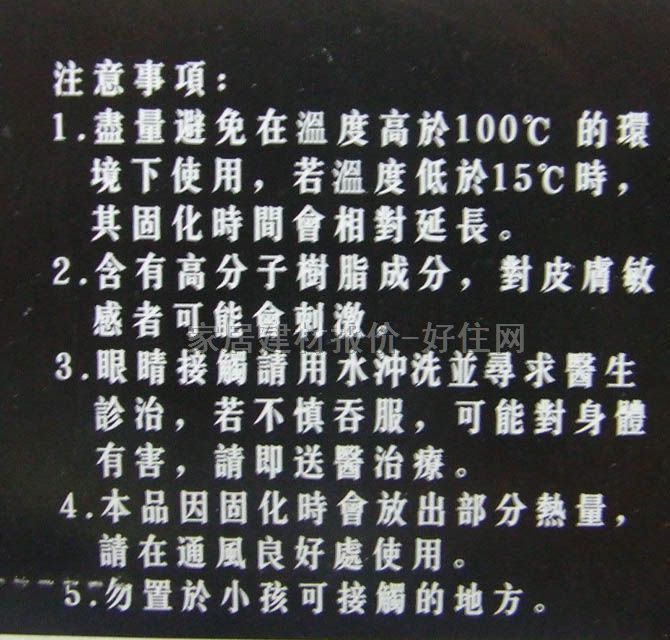 注意事項：
1.盡量避免在溫度高於100℃ 的環
境下使用，若溫度低於15℃時，
其固化時間會相對延長。
2.含有高分子樹脂成分，對皮膚敏
感者可能會刺激。
家居建材报价-好住网
3.眼睛接觸請用水沖洗並尋求醫生
診治，若不慎吞服，可能對身體
有害，請即送醫治療。
4.本品因固化時會放出部分熱量，
請在通風良好處使用。
5.勿置於小孩可接觸的地方。